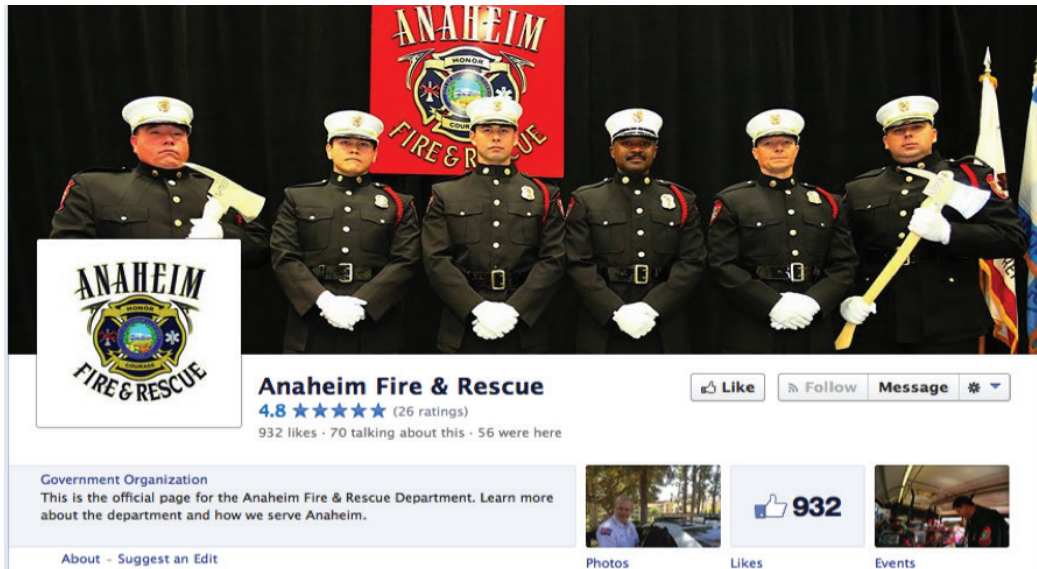 ANAHEIM
HONOR
COURAGE
FIRE & RESCUE
ANAHEIM
HONOR
COURAGE
FIRE & RESCUE
Anaheim Fire & Rescue
4.8 ★★★★★ (26 ratings)
932 likes · 70 talking about this · 56 were here
Like
Follow
Message
Government Organization
This is the official page for the Anaheim Fire & Rescue Department. Learn more
about the department and how we serve Anaheim.
About – Suggest an Edit
932
Photos
Likes
Events